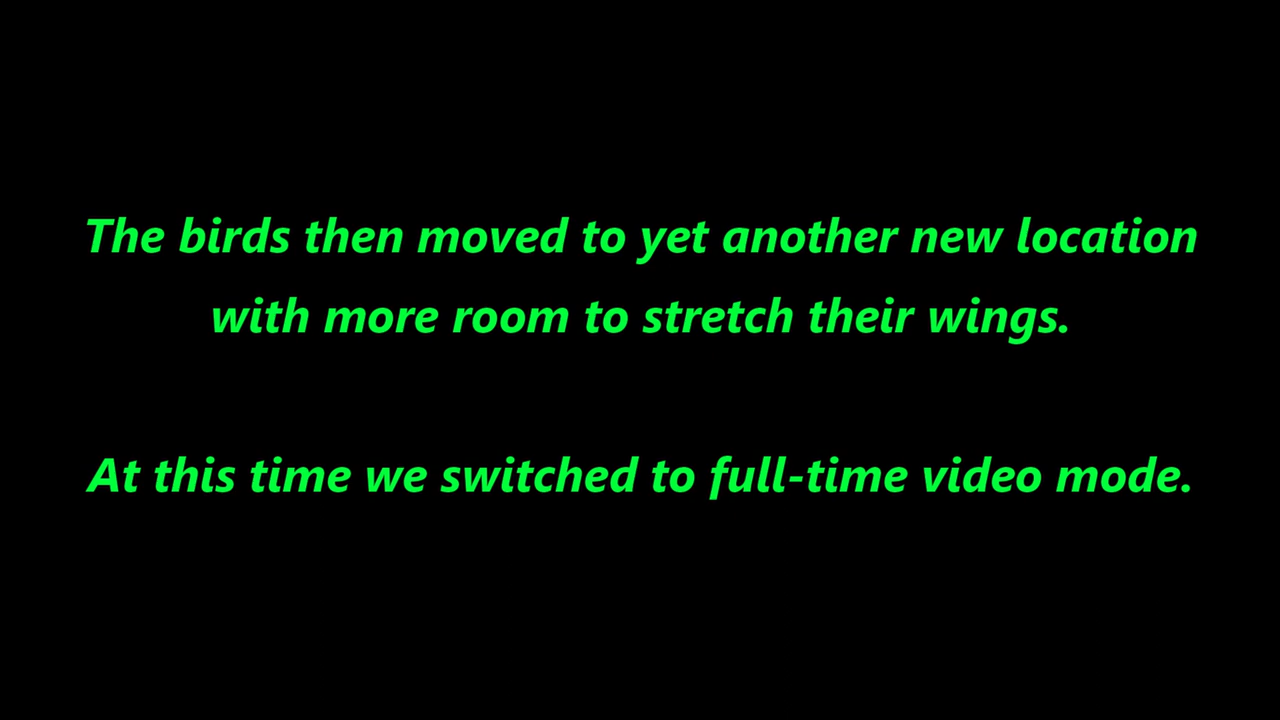 The birds then moved to yet another new location
with more room to stretch their wings.
At this time we switched to full-time video mode.